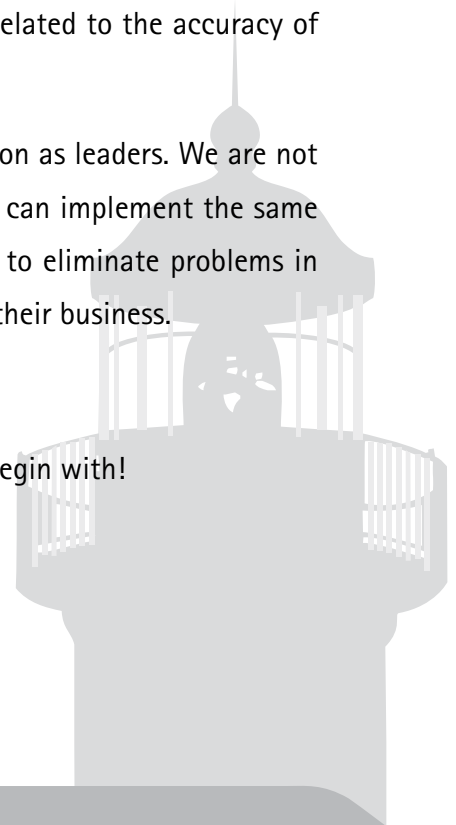 elated to the accuracy of
on as leaders. We are not
can implement the same
to eliminate problems in
their business.
egin with!